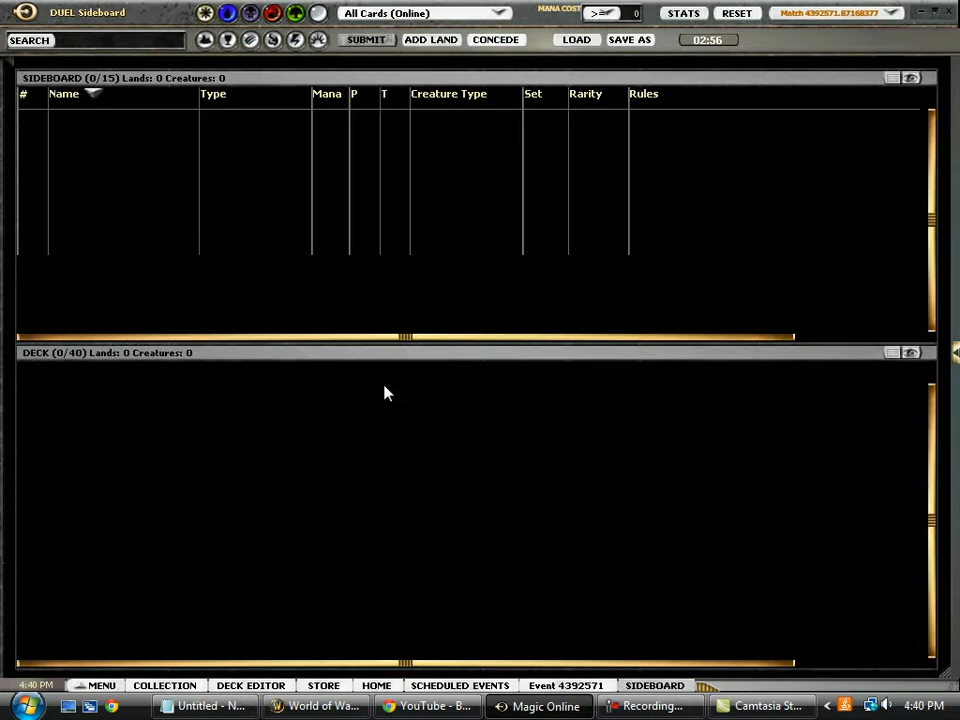 DUEL Sideboard All Cards (Online) MANA COST >= 0 STATS RESET Match 4392571.87168377
SEARCH SUBMIT ADD LAND CONCEDE LOAD SAVE AS 02:56
SIDEBOARD (0/15) Lands: 0 Creatures: 0
# Name Type Mana P T Creature Type Set Rarity Rules
DECK (0/40) Lands: 0 Creatures: 0
4:40 PM MENU COLLECTION DECK EDITOR STORE HOME SCHEDULED EVENTS Event 4392571 SIDEBOARD
Untitled - N... World of Wa... YouTube - B... Magic Online Recording... Camtasia St... 4:40 PM